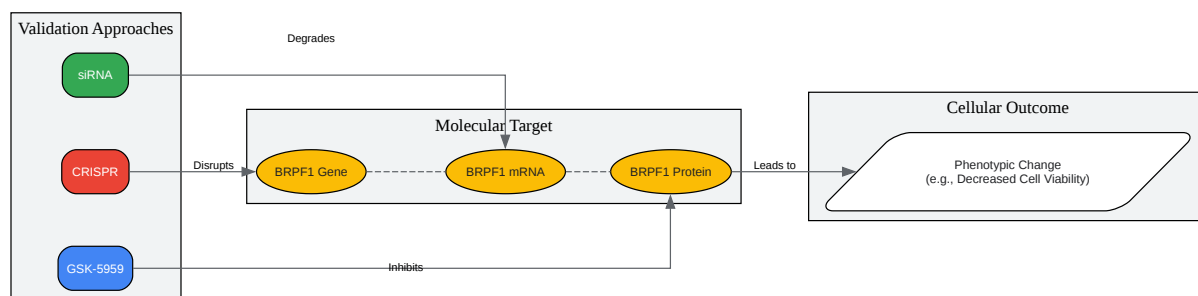 Validation Approaches
siRNA
CRISPR
GSK-5959
Degrades
Disrupts
Inhibits
Molecular Target
BRPF1 Gene
BRPF1 mRNA
BRPF1 Protein
Leads to
Cellular Outcome
Phenotypic Change
(e.g., Decreased Cell Viability)